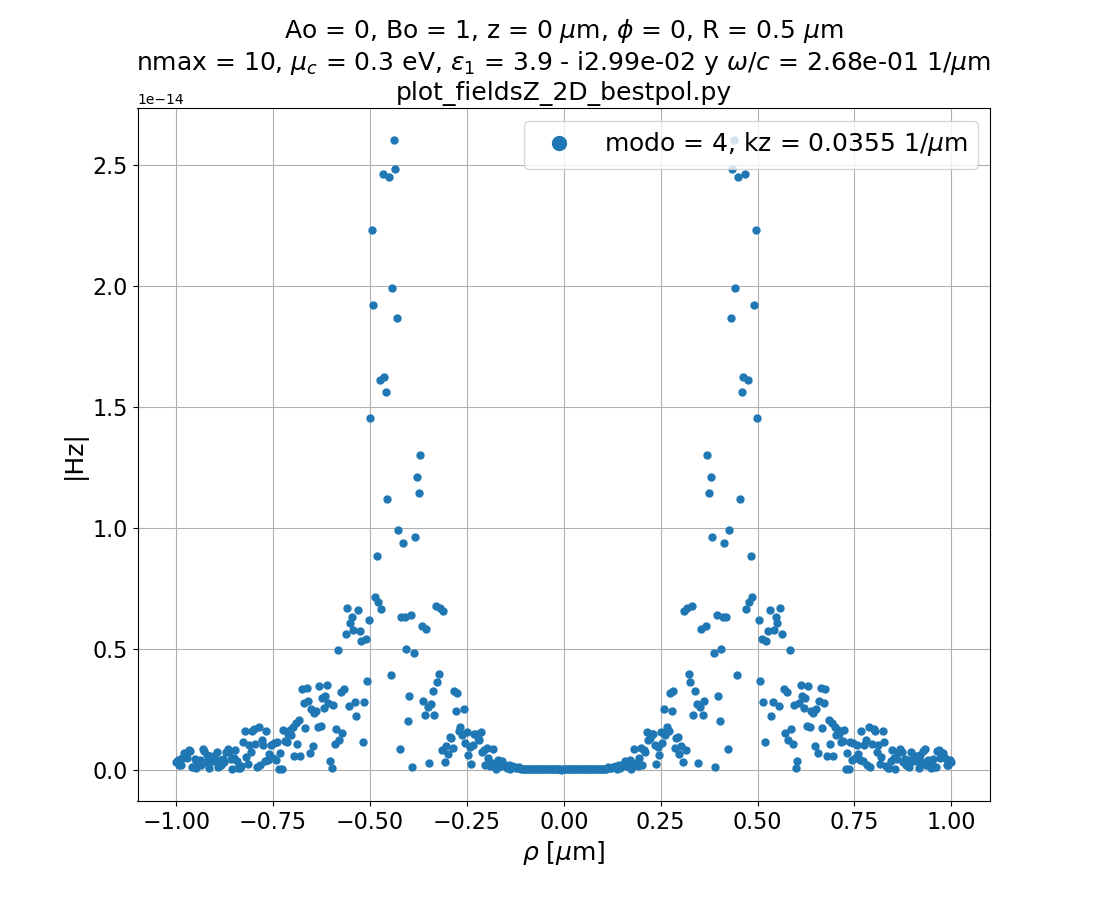 Ao = 0, Bo = 1, z = 0 μm, ϕ = 0, R = 0.5 μm
nmax = 10, μc = 0.3 eV, ε1 = 3.9 - i2.99e-02 y ω/c = 2.68e-01 1/μm
plot_fieldsZ_2D_bestpol.py
1e−14
modo = 4, kz = 0.0355 1/μm
2.5
2.0
1.5
1.0
0.5
0.0
|Hz|
−1.00 −0.75 −0.50 −0.25 0.00 0.25 0.50 0.75 1.00
ρ [μm]